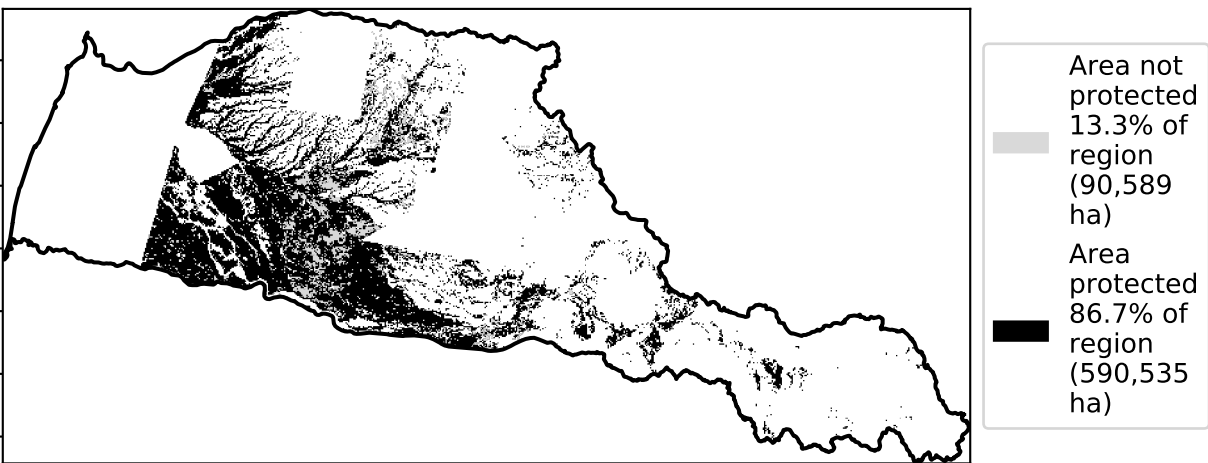 Area not
protected
13.3% of
region
(90,589
ha)
Area
protected
86.7% of
region
(590,535
ha)